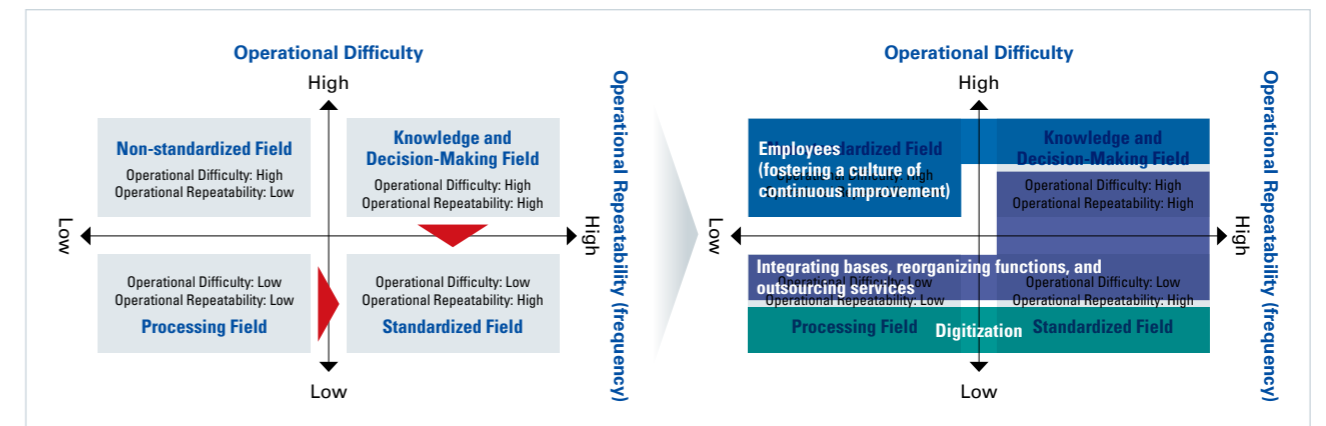 Operational Difficulty
High
Operational Repeatability (frequency)
Non-standardized Field
Operational Difficulty: High
Operational Repeatability: Low
Knowledge and
Decision-Making Field
Operational Difficulty: High
Operational Repeatability: High
Low
High
Operational Difficulty: Low
Operational Repeatability: Low
Processing Field
Operational Difficulty: Low
Operational Repeatability: High
Standardized Field
Low
Operational Difficulty
High
Operational Repeatability (frequency)
Employees
(fostering a culture of
continuous improvement)
Knowledge and
Decision-Making Field
Operational Difficulty: High
Operational Repeatability: High
Low
High
Integrating bases, reorganizing functions, and
outsourcing services
Operational Difficulty: Low
Operational Repeatability: Low
Operational Difficulty: Low
Operational Repeatability: High
Processing Field
Digitization
Standardized Field
Low